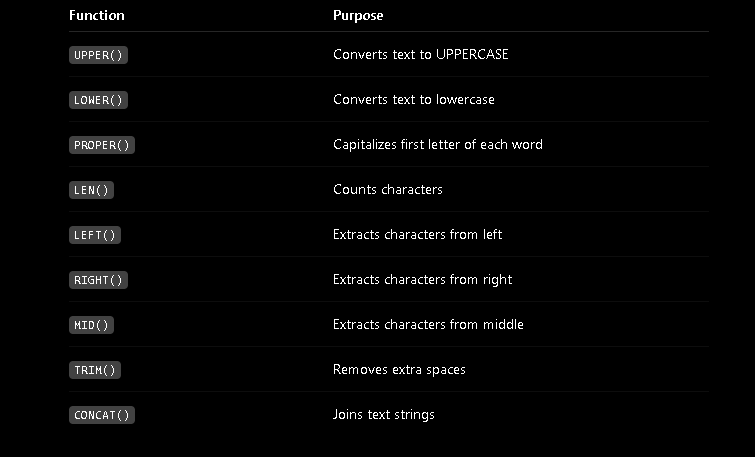 Function Purpose
UPPER() Converts text to UPPERCASE
LOWER() Converts text to lowercase
PROPER() Capitalizes first letter of each word
LEN() Counts characters
LEFT() Extracts characters from left
RIGHT() Extracts characters from right
MID() Extracts characters from middle
TRIM() Removes extra spaces
CONCAT() Joins text strings